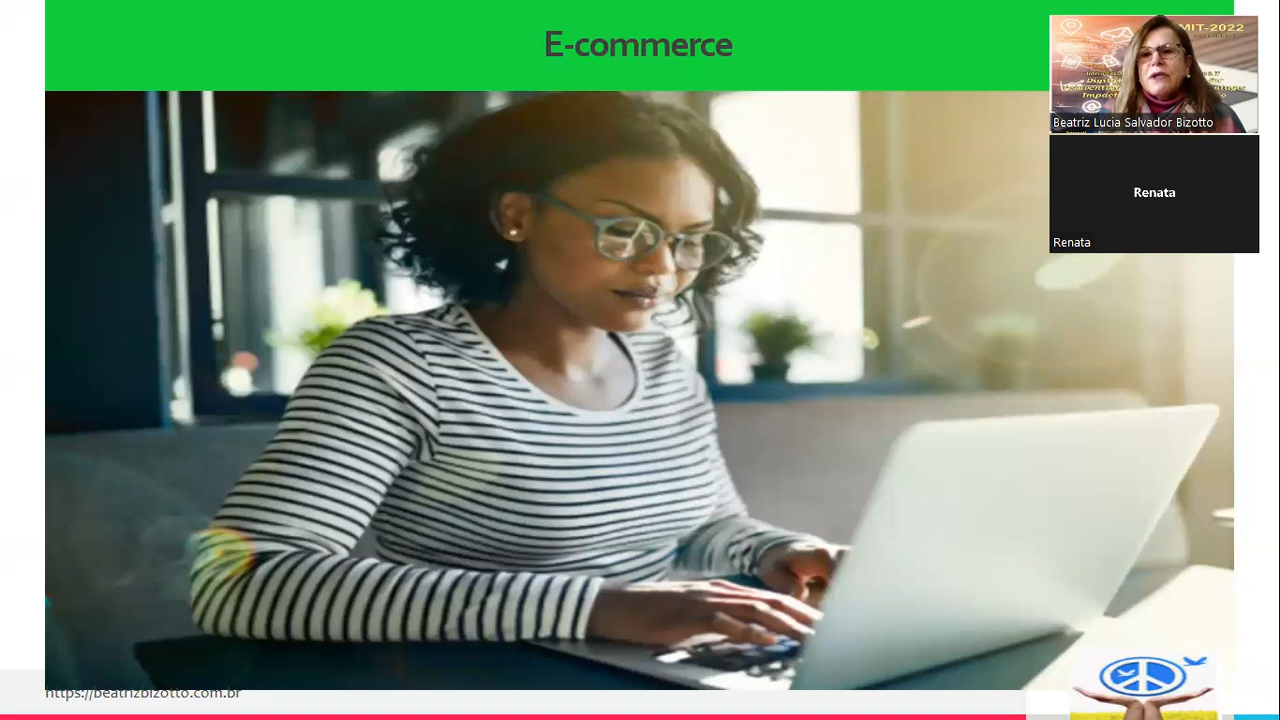 E-commerce
MIT-2022
Beatriz Lucia Salvador Bizotto
Renata
Renata
https://beatrizbizotto.com.br